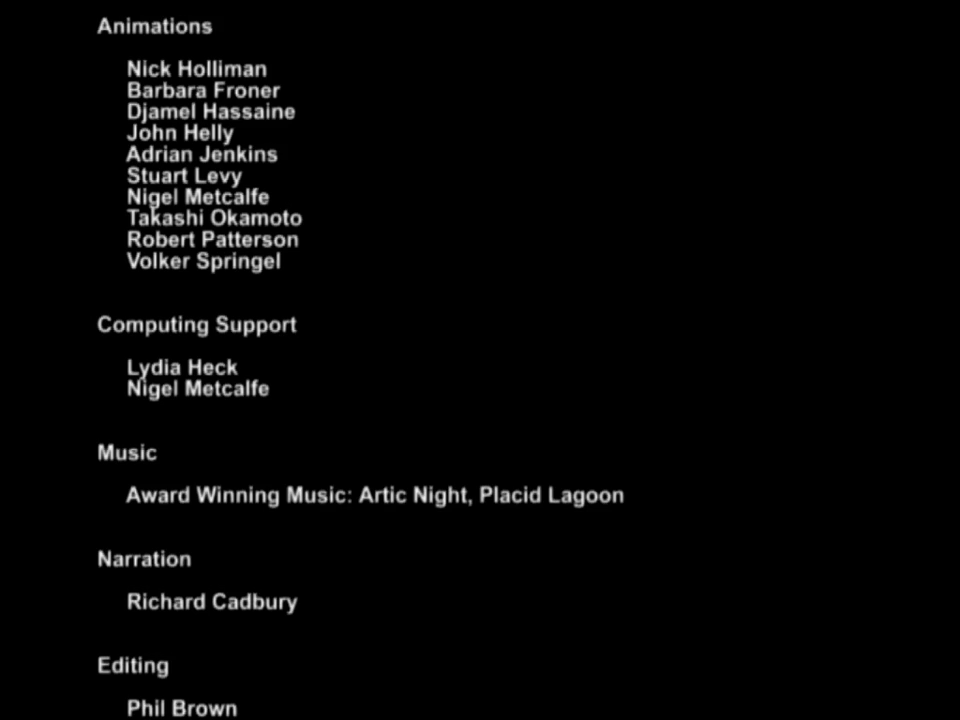 Animations
Nick Holliman
Barbara Froner
Djamel Hassaine
John Helly
Adrian Jenkins
Stuart Levy
Nigel Metcalfe
Takashi Okamoto
Robert Patterson
Volker Springel
Computing Support
Lydia Heck
Nigel Metcalfe
Music
Award Winning Music: Artic Night, Placid Lagoon
Narration
Richard Cadbury
Editing
Phil Brown